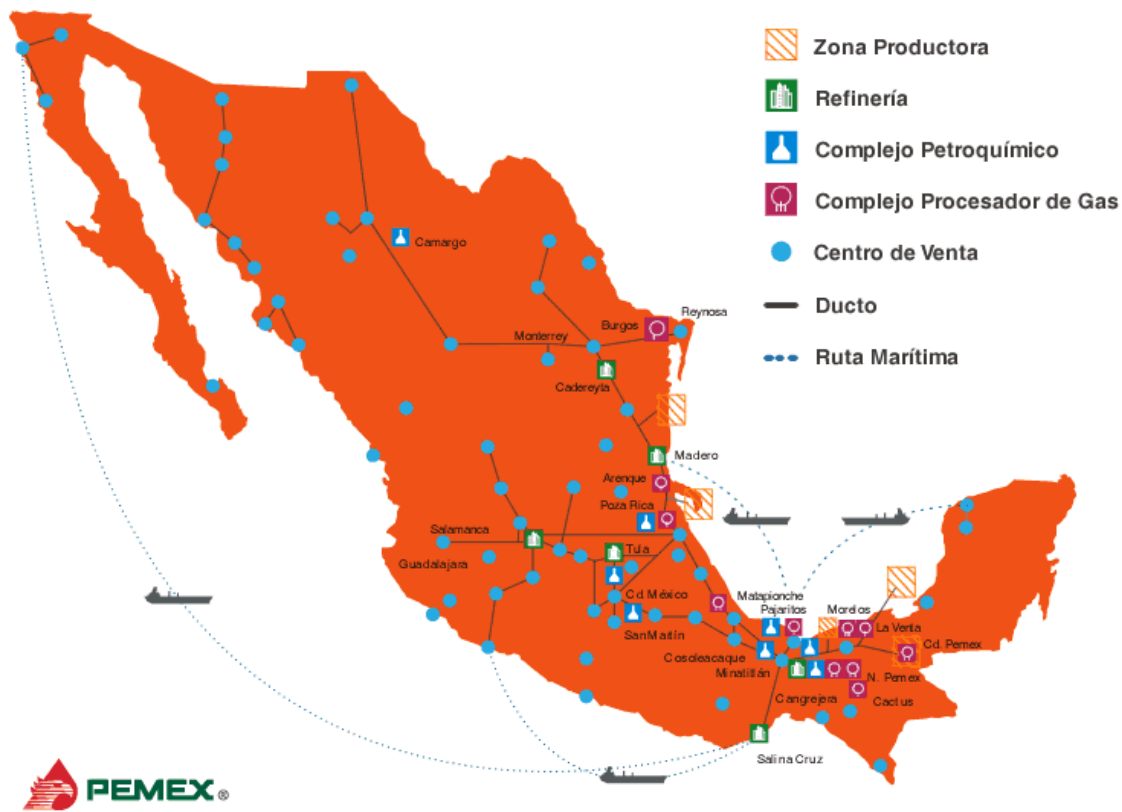 Zona Productora
Refinería
Complejo Petroquímico
Complejo Procesador de Gas
Centro de Venta
Ducto
Ruta Marítima
Camargo
Reynosa
Burgos
Monterrey
Cadereyta
Madero
Arenque
Poza Rica
Salamanca
Tula
Guadalajara
Cd. México
Matapionche
Pajaritos
Morelos
La Venta
San Martín
Cd. Pemex
Cosoleacaque
Minatitlán
N. Pemex
Cangrejera
Cactus
Salina Cruz
PEMEX®